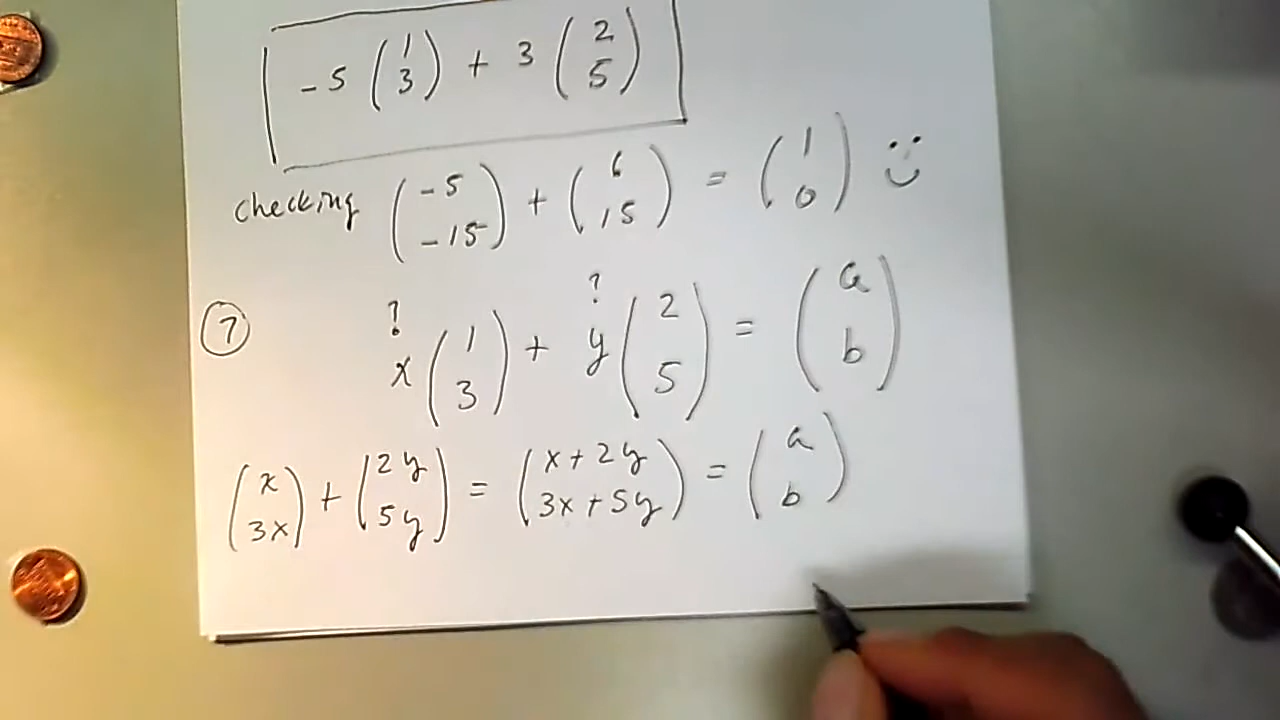 -5 (1 3) + 3 (2 5)
checking (-5 -15) + (6 15) = (1 0)
? ?
7 x (1 3) + y (2 5) = (a b)
(x 3x) + (2y 5y) = (x+2y 3x+5y) = (a b)